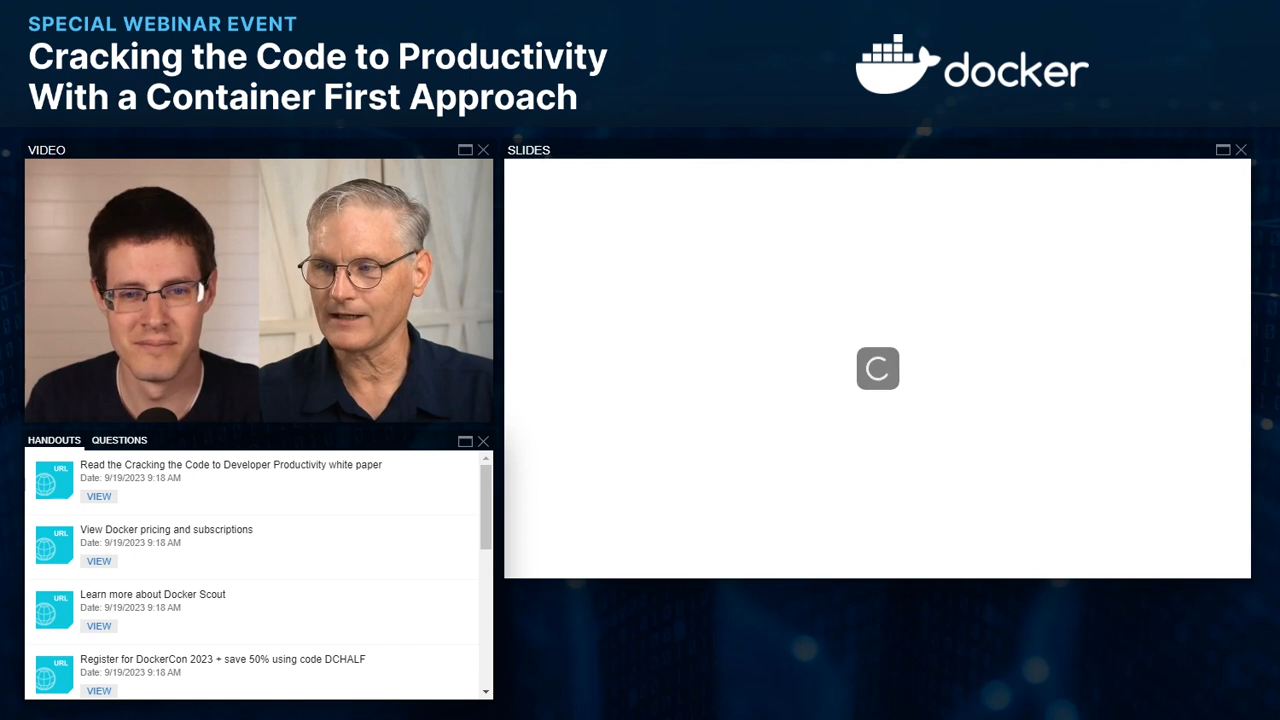 SPECIAL WEBINAR EVENT
Cracking the Code to Productivity
With a Container First Approach
docker
VIDEO
SLIDES
HANDOUTS QUESTIONS
URL
Read the Cracking the Code to Developer Productivity white paper
Date: 9/19/2023 9:18 AM
VIEW
URL
View Docker pricing and subscriptions
Date: 9/19/2023 9:18 AM
VIEW
URL
Learn more about Docker Scout
Date: 9/19/2023 9:18 AM
VIEW
URL
Register for DockerCon 2023 + save 50% using code DCHALF
Date: 9/19/2023 9:18 AM
VIEW